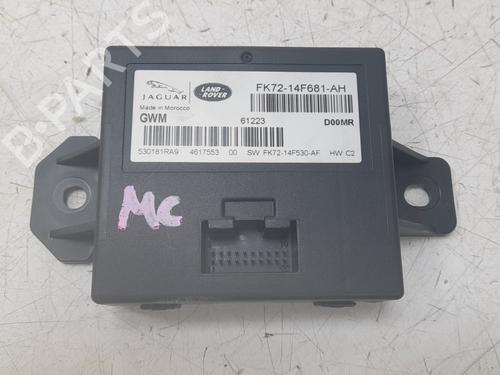 JAGUAR
LAND-
ROVER
FK72-14F681-AH
Made in Morocco
GWM
61223
D00MR
530181RA9 4617553 00 SW FK72-14F530-AF HW C2
MC
B-PARTS